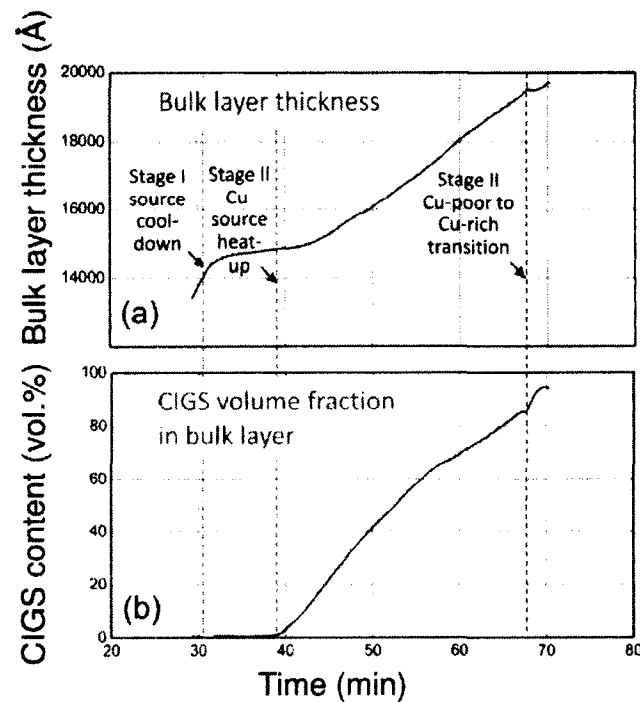 Bulk layer thickness (Å)
20000
18000
16000
14000
Bulk layer thickness
Stage I
source
cool-
down
Stage II
Cu
source
heat-
up
Stage II
Cu-poor to
Cu-rich
transition
(a)
CIGS content (vol.%)
100
80
60
40
20
0
CIGS volume fraction
in bulk layer
(b)
20
30
40
50
60
70
80
Time (min)